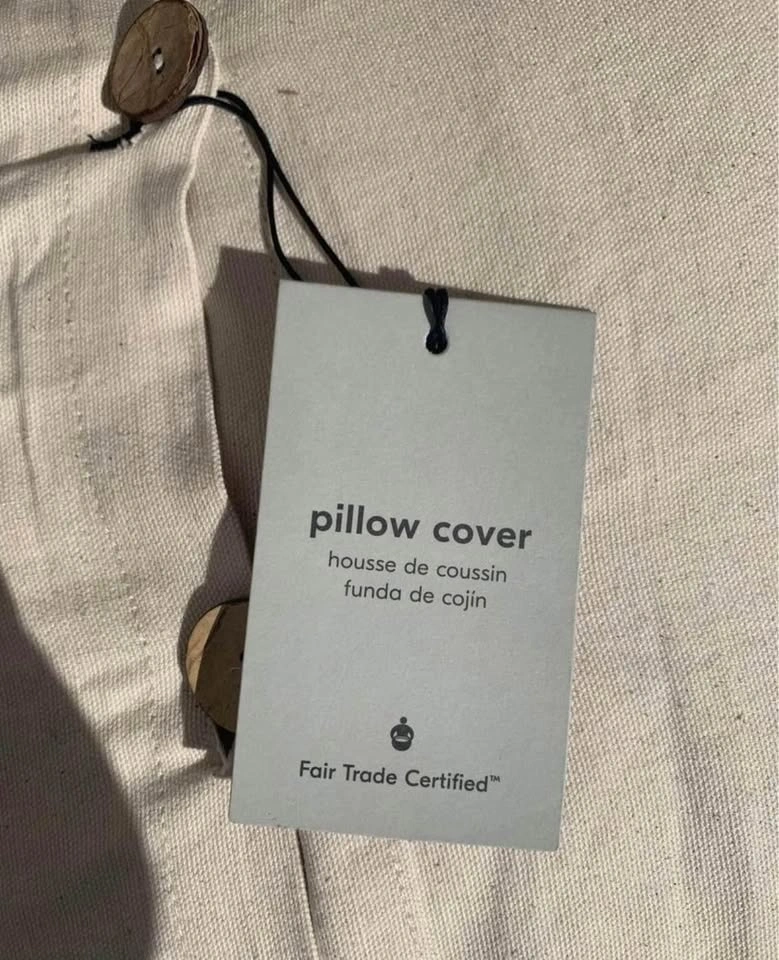 pillow cover
housse de coussin
funda de cojín
Fair Trade Certified™